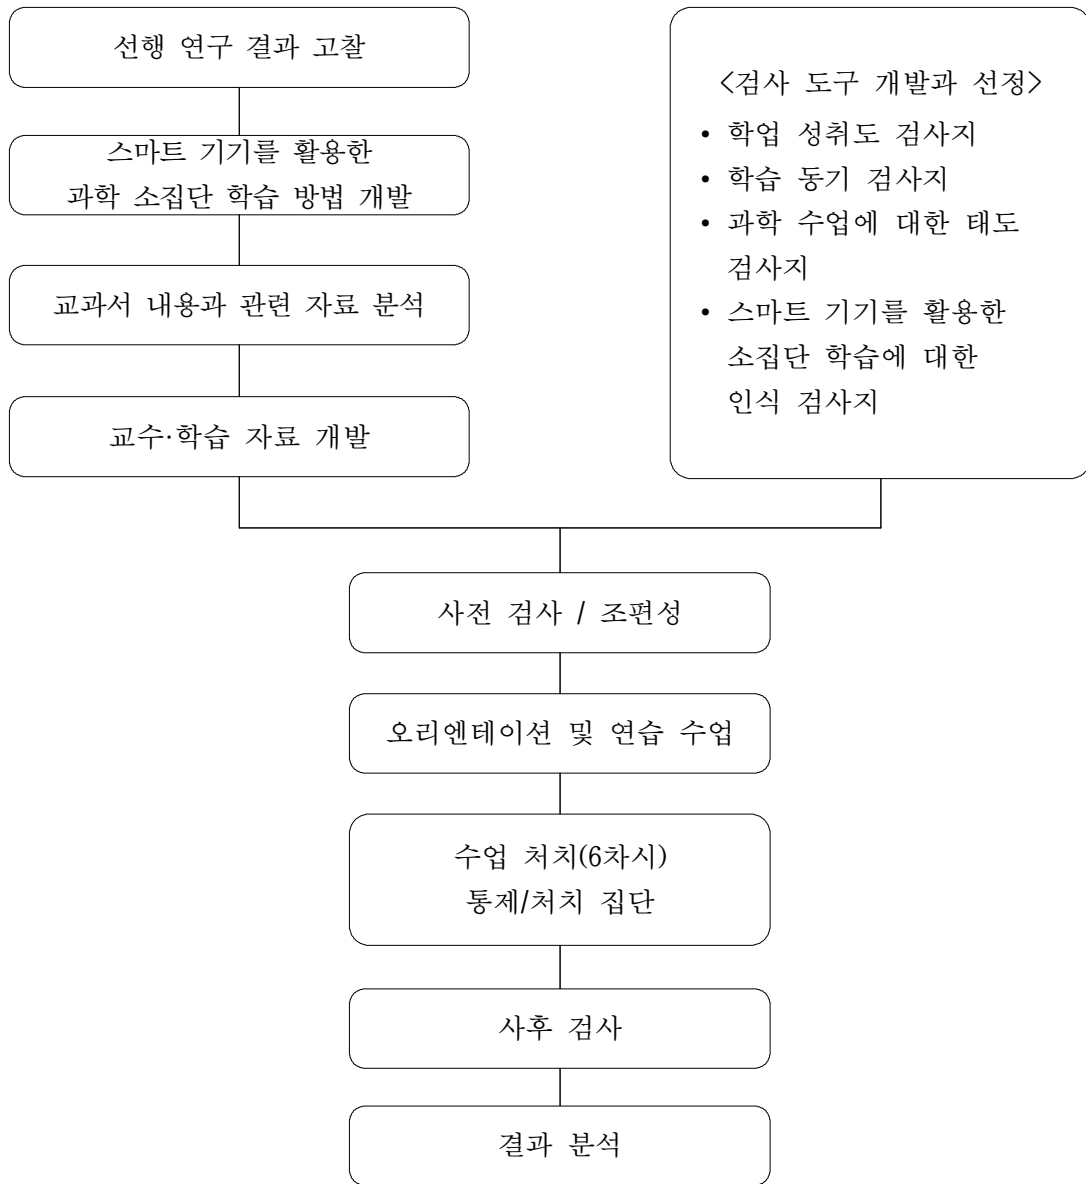 선행 연구 결과 고찰
스마트 기기를 활용한
과학 소집단 학습 방법 개발
교과서 내용과 관련 자료 분석
교수·학습 자료 개발
<검사 도구 개발과 선정>
• 학업 성취도 검사지
• 학습 동기 검사지
• 과학 수업에 대한 태도
검사지
• 스마트 기기를 활용한
소집단 학습에 대한
인식 검사지
사전 검사 / 조편성
오리엔테이션 및 연습 수업
수업 처치(6차시)
통제/처치 집단
사후 검사
결과 분석